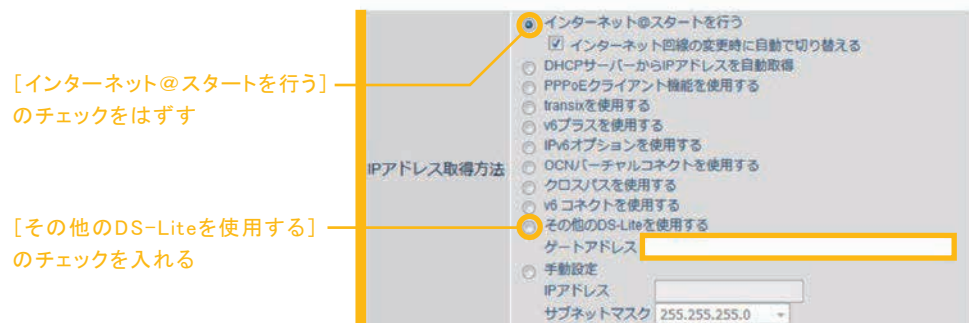 インターネット@スタートを行う
インターネット回線の変更時に自動で切り替える
[インターネット@スタートを行う]
のチェックをはずす
DHCPサーバーからIPアドレスを自動取得
PPPoEクライアント機能を使用する
transixを使用する
v6プラスを使用する
IPv6オプションを使用する
IPアドレス取得方法
OCNバーチャルコネクトを使用する
クロスパスを使用する
v6 コネクトを使用する
[その他のDS-Liteを使用する]
のチェックを入れる
その他のDS-Liteを使用する
ゲートアドレス
手動設定
IPアドレス
サブネットマスク 255.255.255.0